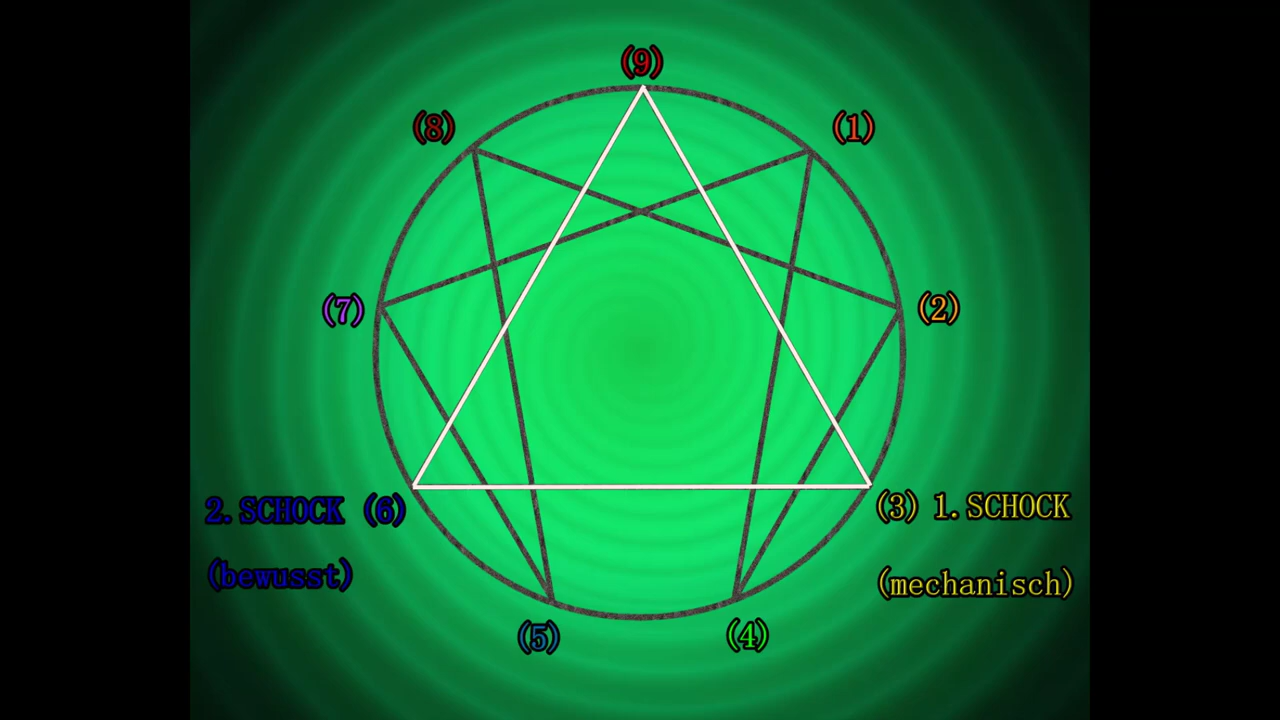 (9)
(8)
(1)
(7)
(2)
2.SCHOCK (6)
(bewusst)
(3) 1.SCHOCK
(mechanisch)
(5)
(4)